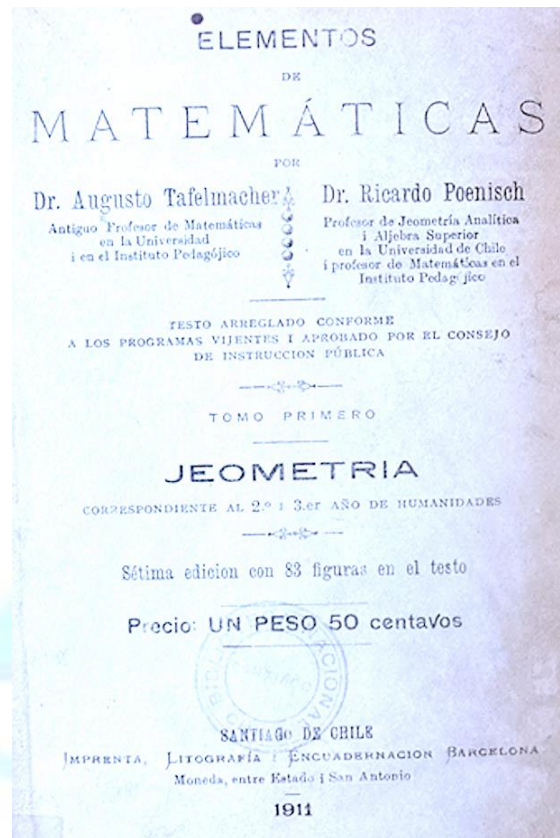 ELEMENTOS
DE
MATEMÁTICAS
POR
Dr. Augusto Tafelmacher
Antiguo Profesor de Matemáticas
en la Universidad
i en el Instituto Pedagójico
Dr. Ricardo Poenisch
Profesor de Jeometría Analítica
i Aljebra Superior
en la Universidad de Chile
i profesor de Matemáticas en el
Instituto Pedagójico
TESTO ARREGLADO CONFORME
A LOS PROGRAMAS VIJENTES I APROBADO POR EL CONSEJO
DE INSTRUCCION PÚBLICA
TOMO PRIMERO
JEOMETRIA
CORRESPONDIENTE AL 2.º I 3.er AÑO DE HUMANIDADES
Sétima edicion con 83 figuras en el testo
Precio: UN PESO 50 centavos
SANTIAGO DE CHILE
IMPRENTA, LITOGRAFÍA I ENCUADERNACION BARCELONA
Moneda, entre Estado i San Antonio
1911